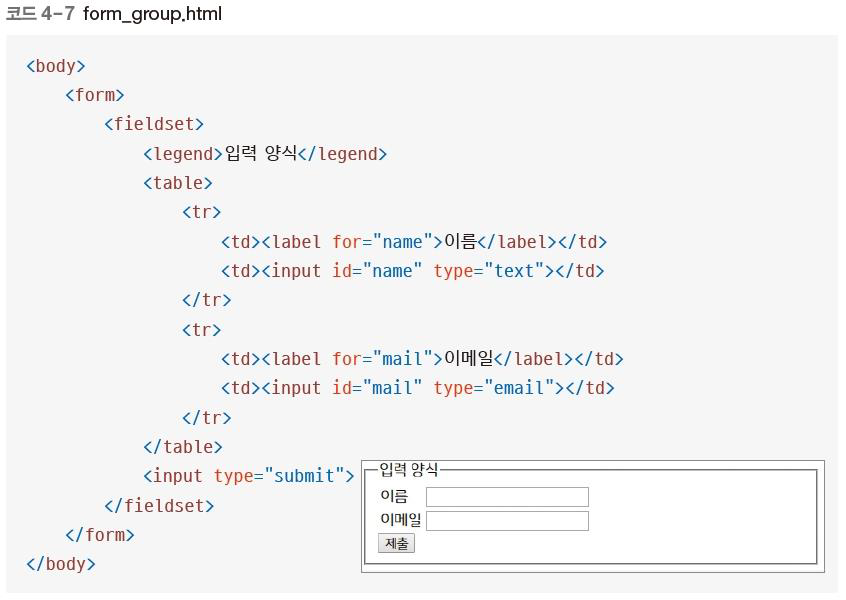 코드 4-7 form_group.html
<body>
<form>
<fieldset>
<legend>입력 양식</legend>
<table>
<tr>
<td><label for="name">이름</label></td>
<td><input id="name" type="text"></td>
</tr>
<tr>
<td><label for="mail">이메일</label></td>
<td><input id="mail" type="email"></td>
</tr>
</table>
<input type="submit">
</fieldset>
</form>
</body>
입력 양식
이름
이메일
제출